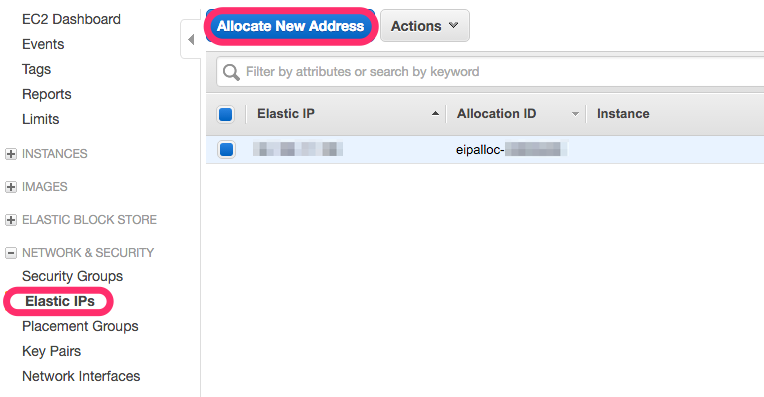 EC2 Dashboard
Events
Tags
Reports
Limits
INSTANCES
IMAGES
ELASTIC BLOCK STORE
NETWORK & SECURITY
Security Groups
Elastic IPs
Placement Groups
Key Pairs
Network Interfaces
Allocate New Address Actions
Filter by attributes or search by keyword
Elastic IP Allocation ID Instance
eipalloc-